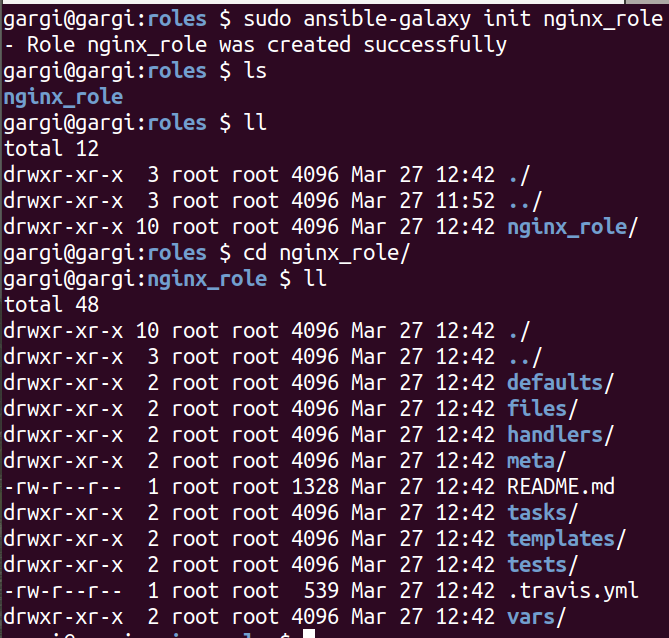 gargi@gargi:roles $ sudo ansible-galaxy init nginx_role
- Role nginx_role was created successfully
gargi@gargi:roles $ ls
nginx_role
gargi@gargi:roles $ ll
total 12
drwxr-xr-x  3 root root 4096 Mar 27 12:42 ./
drwxr-xr-x  3 root root 4096 Mar 27 11:52 ../
drwxr-xr-x 10 root root 4096 Mar 27 12:42 nginx_role/
gargi@gargi:roles $ cd nginx_role/
gargi@gargi:nginx_role $ ll
total 48
drwxr-xr-x 10 root root 4096 Mar 27 12:42 ./
drwxr-xr-x  3 root root 4096 Mar 27 12:42 ../
drwxr-xr-x  2 root root 4096 Mar 27 12:42 defaults/
drwxr-xr-x  2 root root 4096 Mar 27 12:42 files/
drwxr-xr-x  2 root root 4096 Mar 27 12:42 handlers/
drwxr-xr-x  2 root root 4096 Mar 27 12:42 meta/
-rw-r--r--  1 root root 1328 Mar 27 12:42 README.md
drwxr-xr-x  2 root root 4096 Mar 27 12:42 tasks/
drwxr-xr-x  2 root root 4096 Mar 27 12:42 templates/
drwxr-xr-x  2 root root 4096 Mar 27 12:42 tests/
-rw-r--r--  1 root root  539 Mar 27 12:42 .travis.yml
drwxr-xr-x  2 root root 4096 Mar 27 12:42 vars/
gargi@gargi:nginx_role $